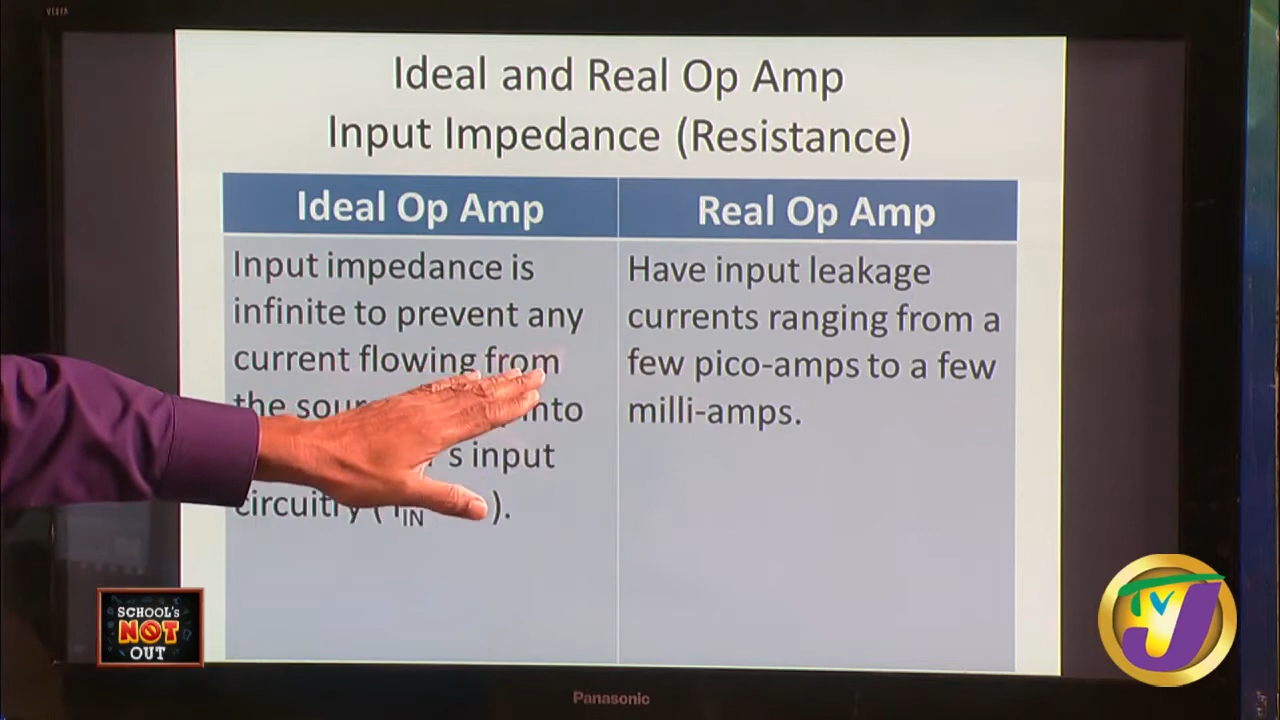 Ideal and Real Op Amp
Input Impedance (Resistance)
Ideal Op Amp
Real Op Amp
Input impedance is
infinite to prevent any
current flowing from
the into
s input
circuitry ( IN ).
Have input leakage
currents ranging from a
few pico-amps to a few
milli-amps.
SCHOOL's
NOT
OUT
TVJ
Panasonic